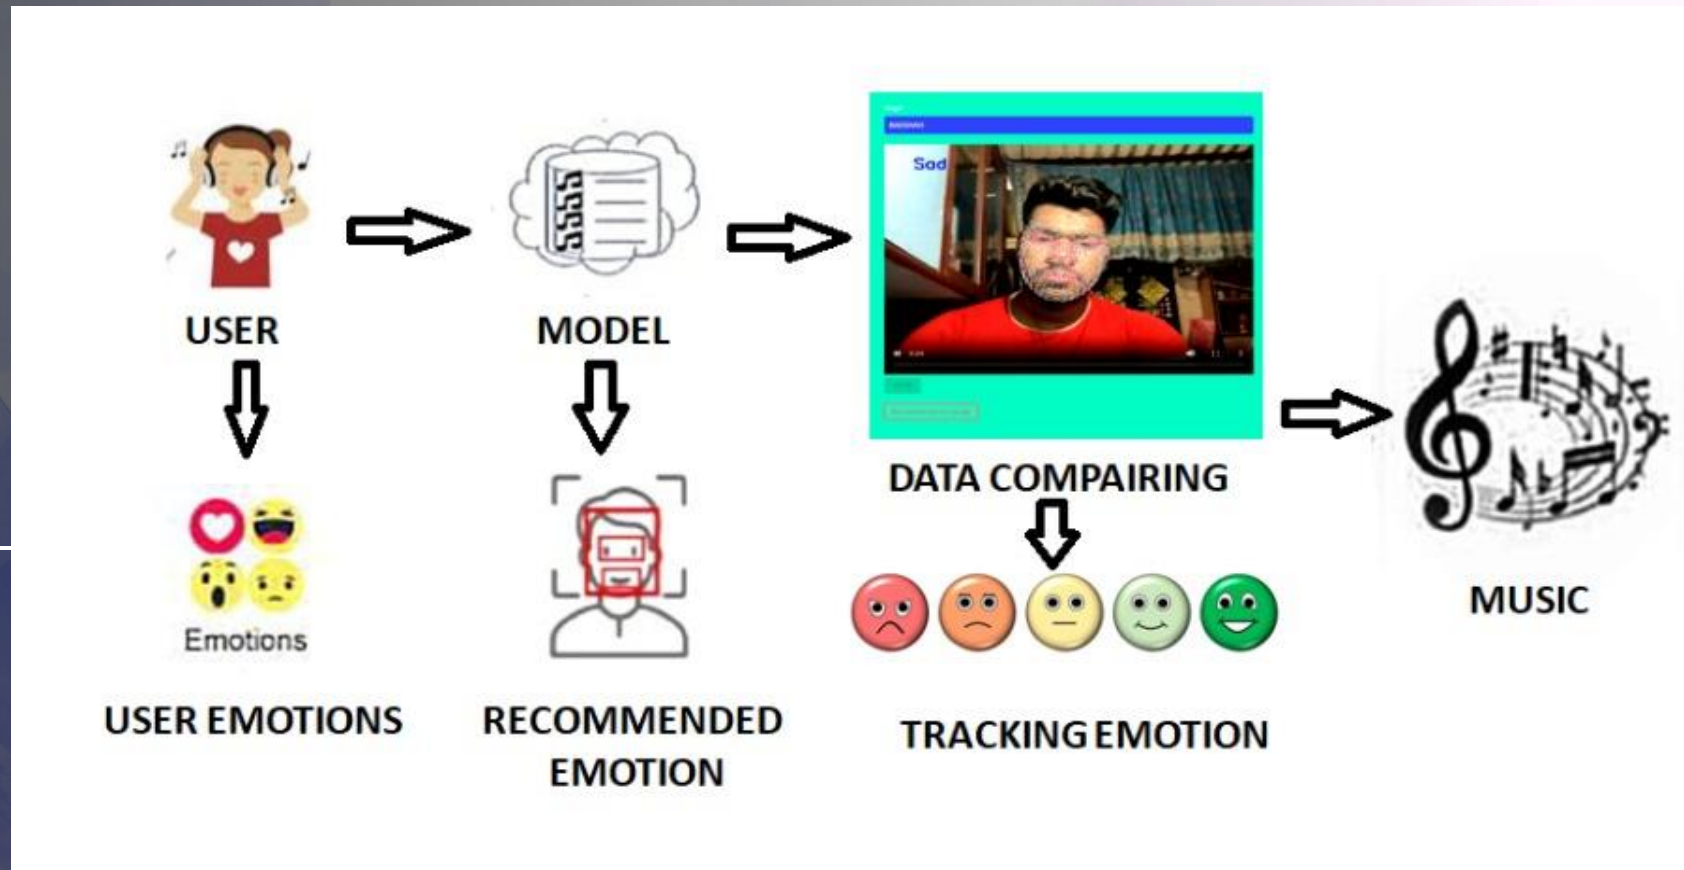 Sad
USER
MODEL
DATA COMPAIRING
Emotions
MUSIC
USER EMOTIONS
RECOMMENDED
EMOTION
TRACKING EMOTION